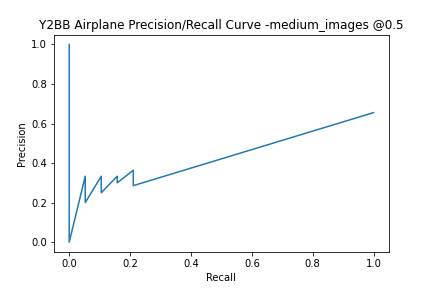 Y2BB Airplane Precision/Recall Curve -medium_images @0.5
1.0
0.8
0.6
0.4
0.2
0.0
Precision
0.0 0.2 0.4 0.6 0.8 1.0
Recall